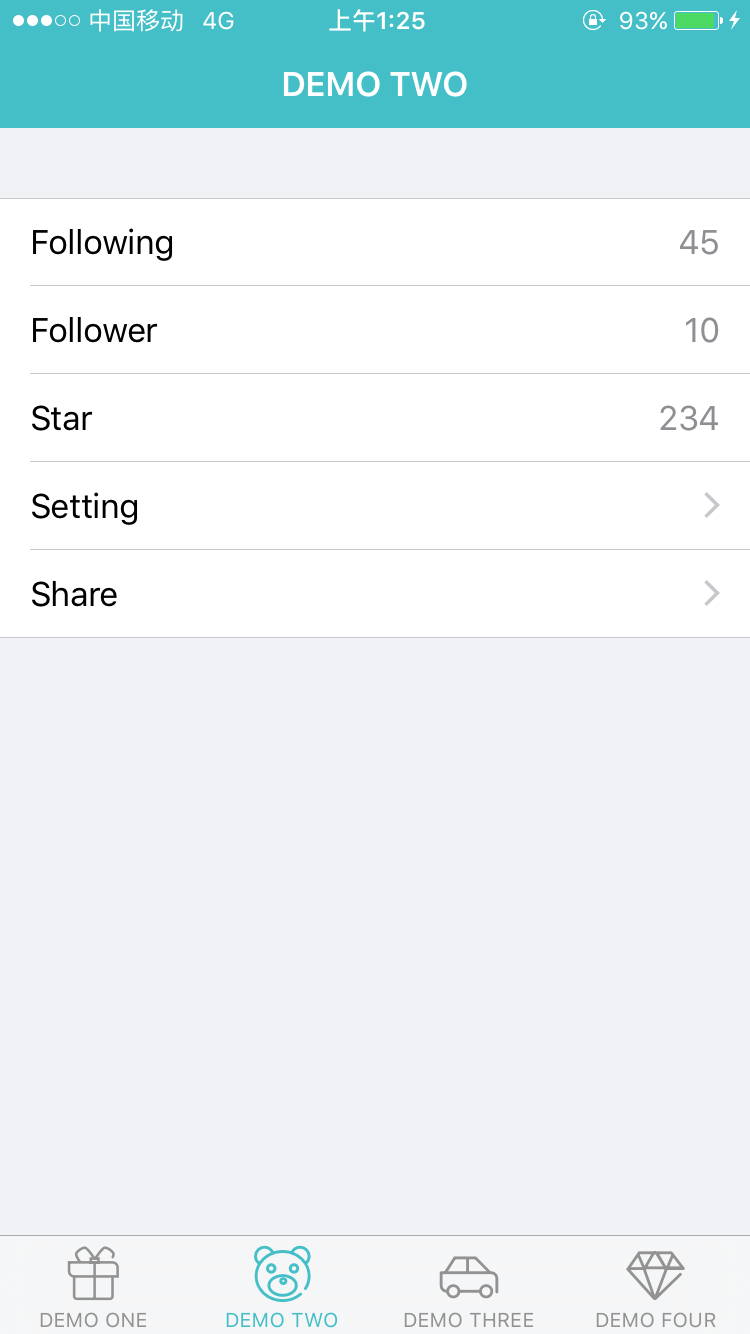 中国移动 4G 上午1:25 93%
DEMO TWO
Following 45
Follower 10
Star 234
Setting
Share
DEMO ONE DEMO TWO DEMO THREE DEMO FOUR